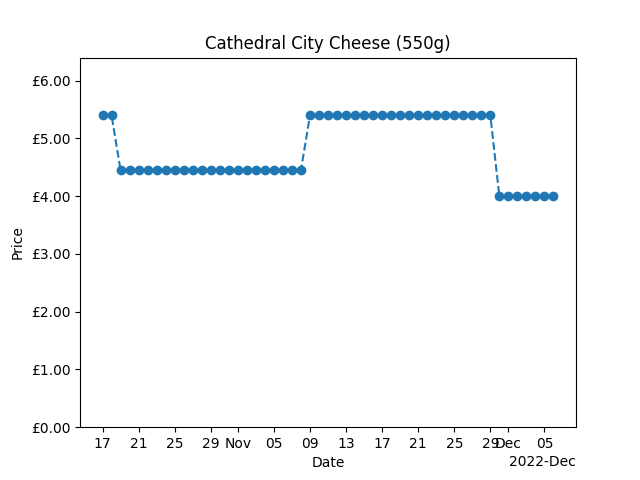 Cathedral City Cheese (550g)
£6.00
£5.00
£4.00
£3.00
£2.00
£1.00
£0.00
Price
17 21 25 29 Nov 05 09 13 17 21 25 29 Dec 05
Date
2022-Dec